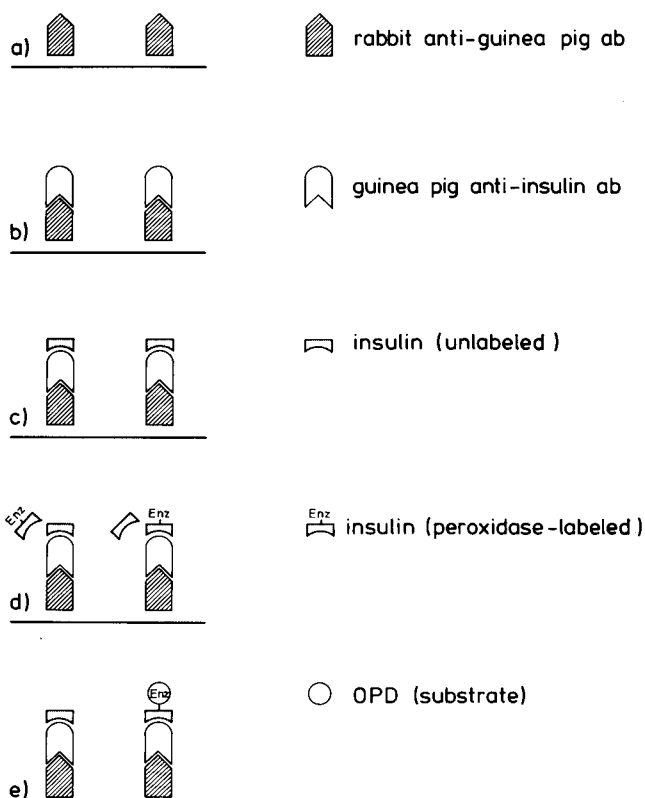 a) rabbit anti-guinea pig ab
b) guinea pig anti-insulin ab
c) insulin (unlabeled)
Enz Enz Enz
d) insulin (peroxidase-labeled)
Enz OPD (substrate)
e)